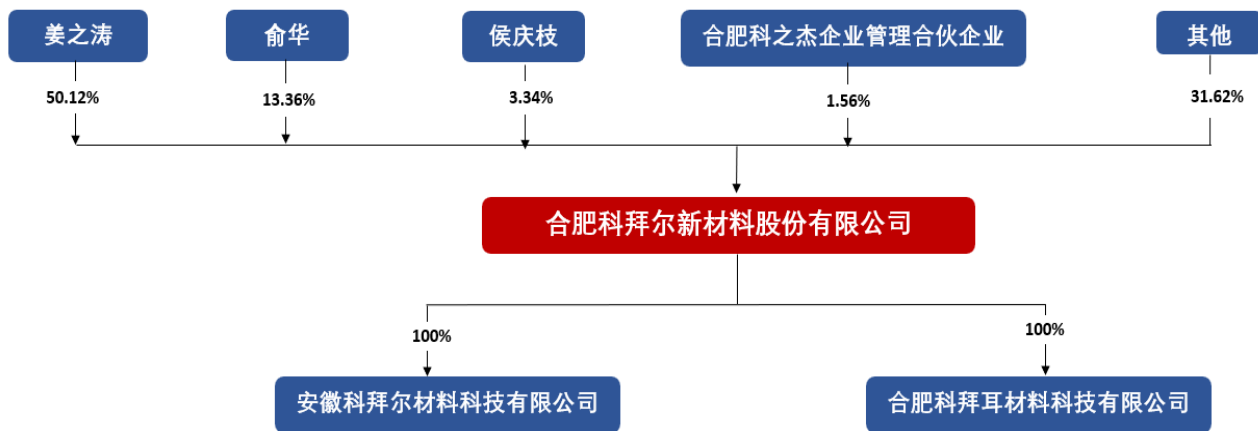 姜之涛
俞华
侯庆枝
合肥科之杰企业管理合伙企业
其他
50.12%
13.36%
3.34%
1.56%
31.62%
合肥科拜尔新材料股份有限公司
100%
100%
安徽科拜尔材料科技有限公司
合肥科拜耳材料科技有限公司